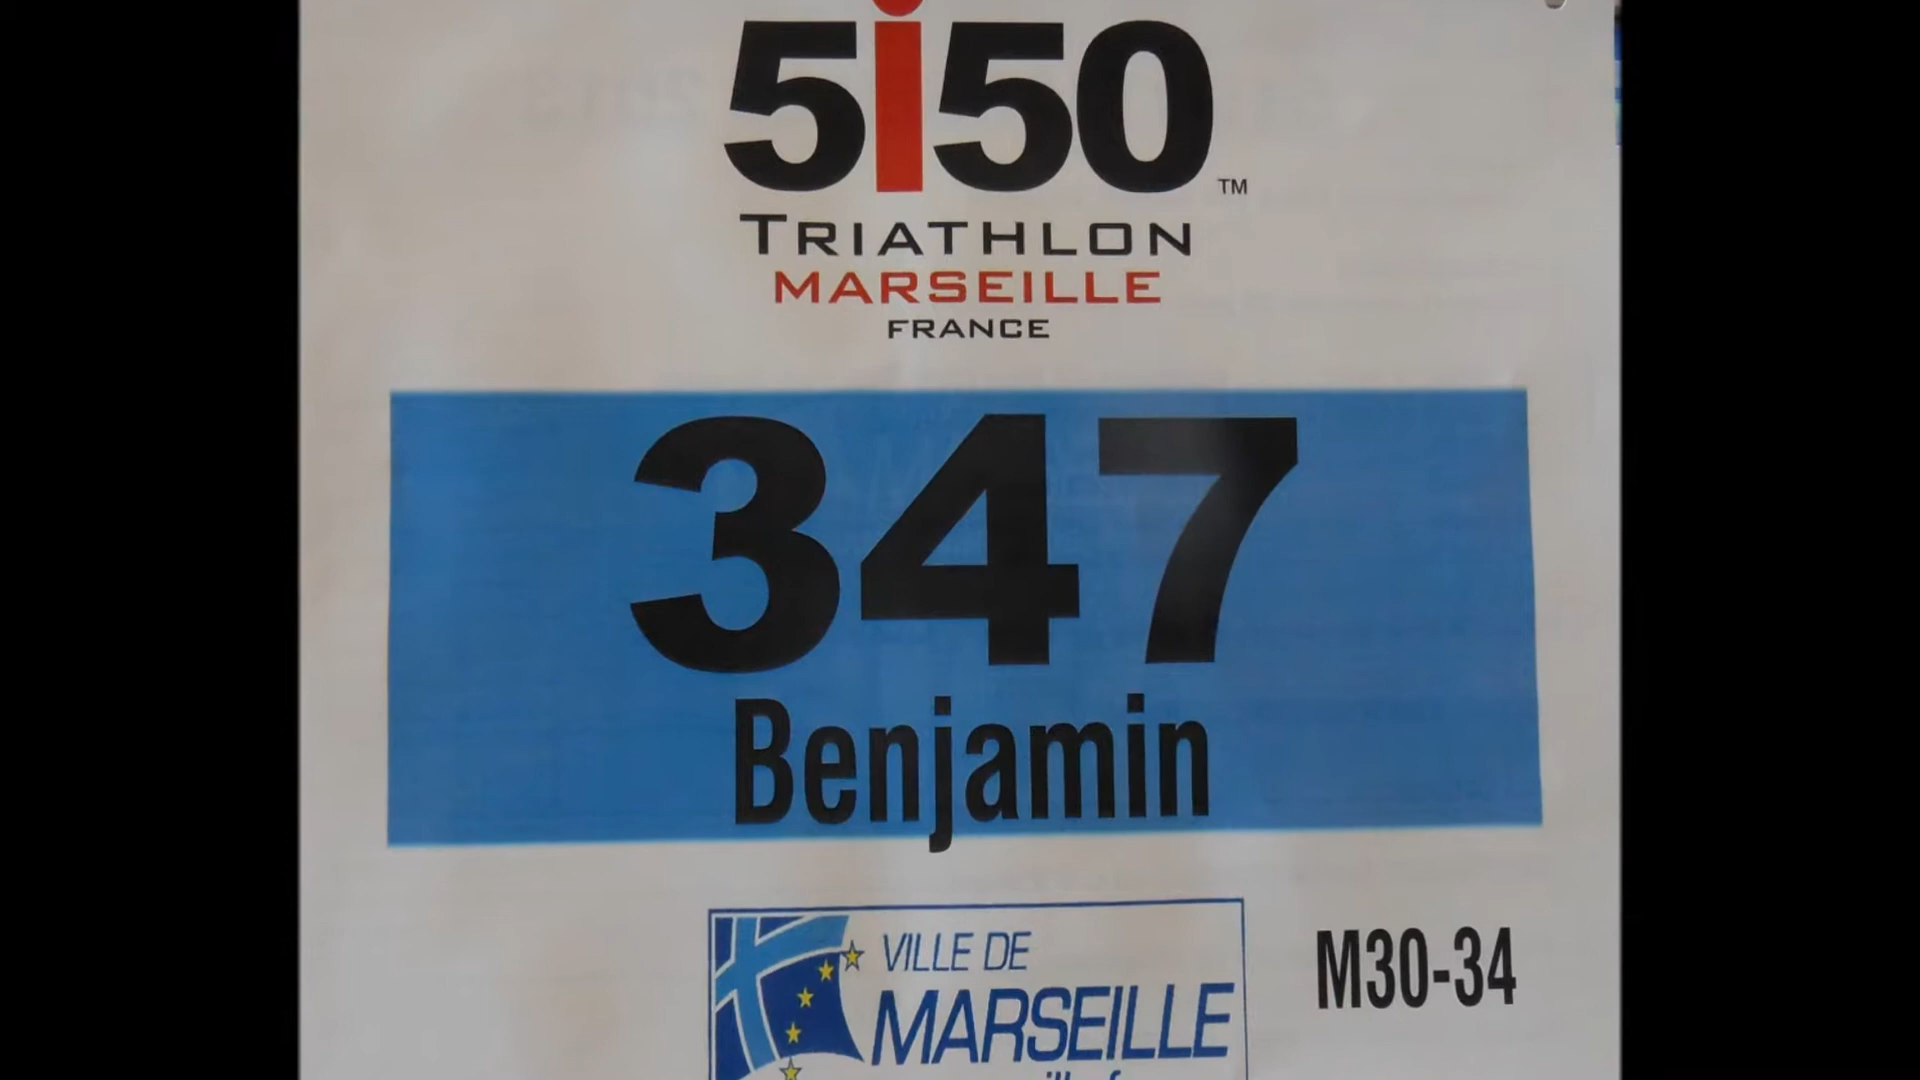 5i50™
TRIATHLON
MARSEILLE
FRANCE
347
Benjamin
VILLE DE
MARSEILLE
M30-34